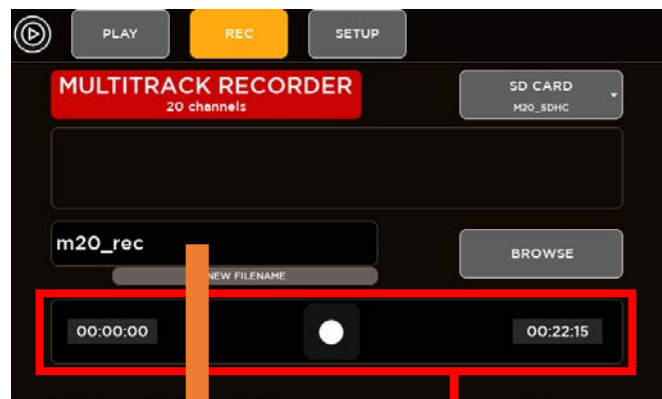 PLAY
REC
SETUP
MULTITRACK RECORDER
20 channels
SD CARD
M20_SDHC
m20_rec
NEW FILENAME
BROWSE
00:00:00
00:22:15